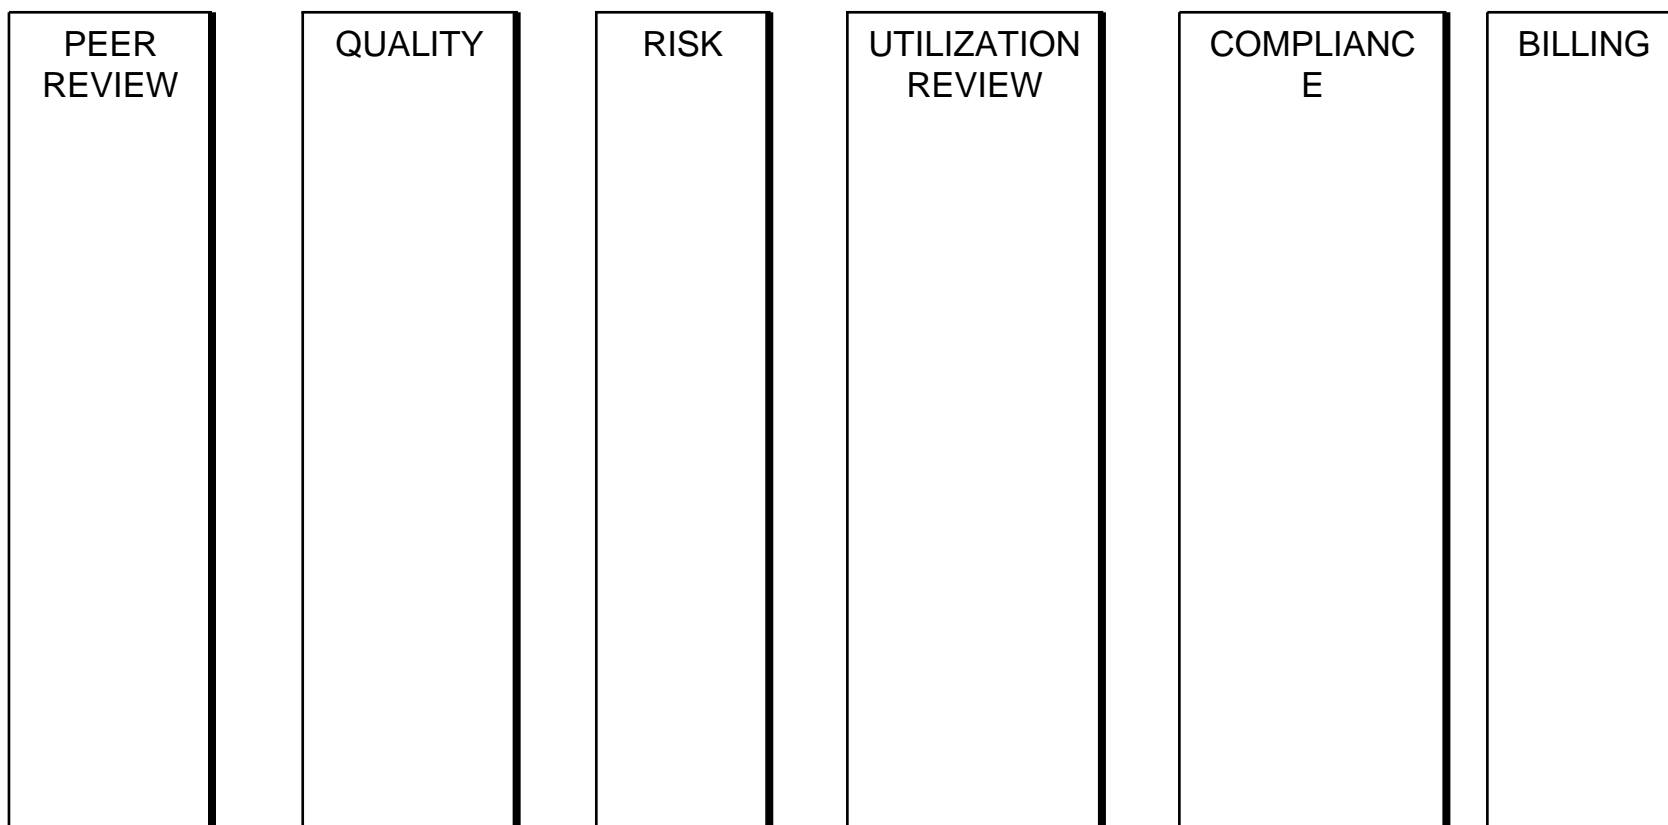 PEER
REVIEW
QUALITY
RISK
UTILIZATION
REVIEW
COMPLIANC
E
BILLING